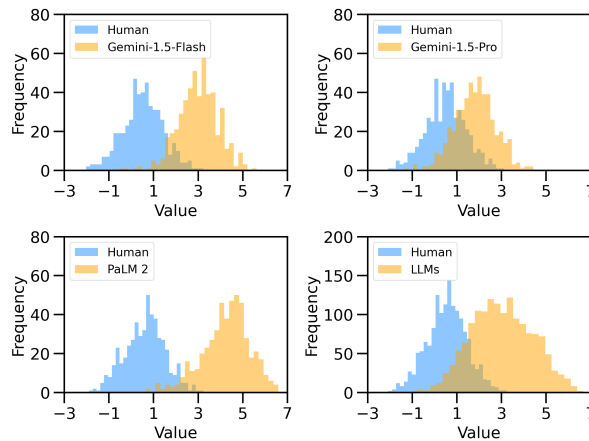 80
60
40
20
0
Frequency
Human
Gemini-1.5-Flash
−3
−1
1
3
5
7
Value
80
60
40
20
0
Frequency
Human
Gemini-1.5-Pro
−3
−1
1
3
5
7
Value
80
60
40
20
0
Frequency
Human
PaLM 2
−3
−1
1
3
5
7
Value
200
150
100
50
0
Frequency
Human
LLMs
−3
−1
1
3
5
7
Value